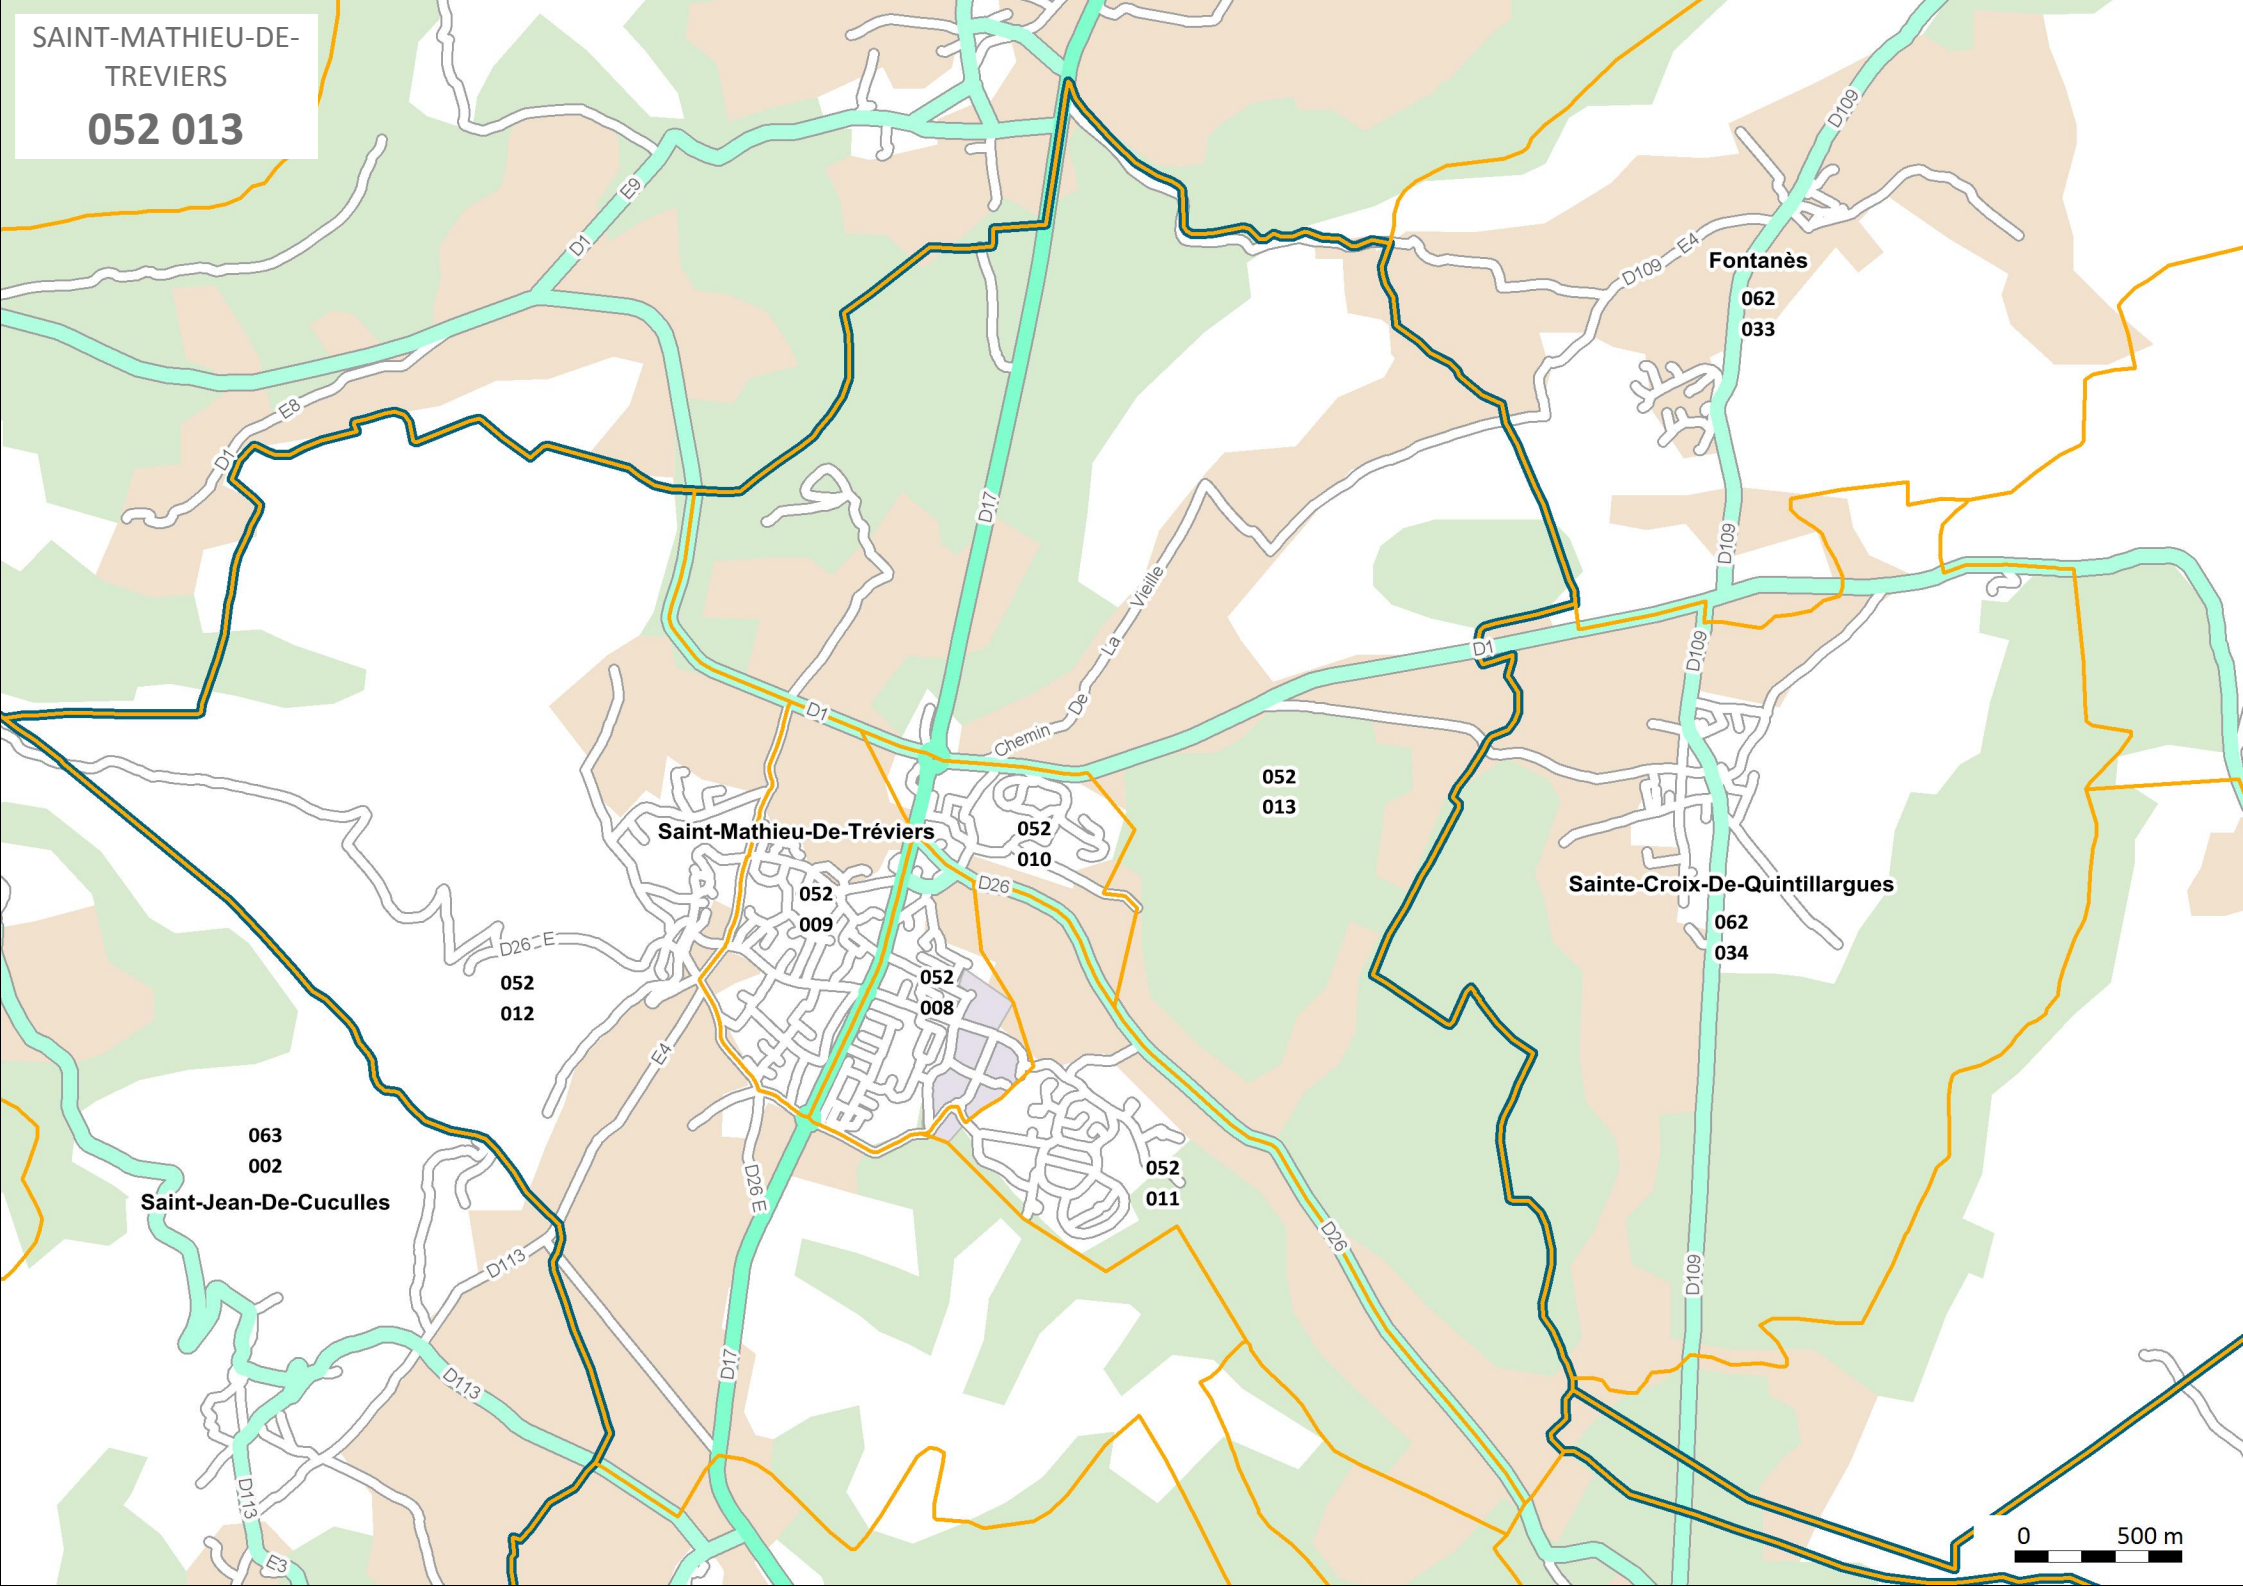 SAINT-MATHIEU-DE-
TREVIERS
052 013
D109
E9
D1
D109 E4
Fontanès
062
033
E8
D1
D17
D109
Chemin De La Vieille
D1
D109
D1
052
013
Saint-Mathieu-De-Tréviers
052
010
D26
052
009
Sainte-Croix-De-Quintillargues
062
034
D26 E
052
012
052
008
E4
063
002
Saint-Jean-De-Cuculles
D26 E
052
011
D26
D113
D109
D17
D113
D113
E3
0 500 m